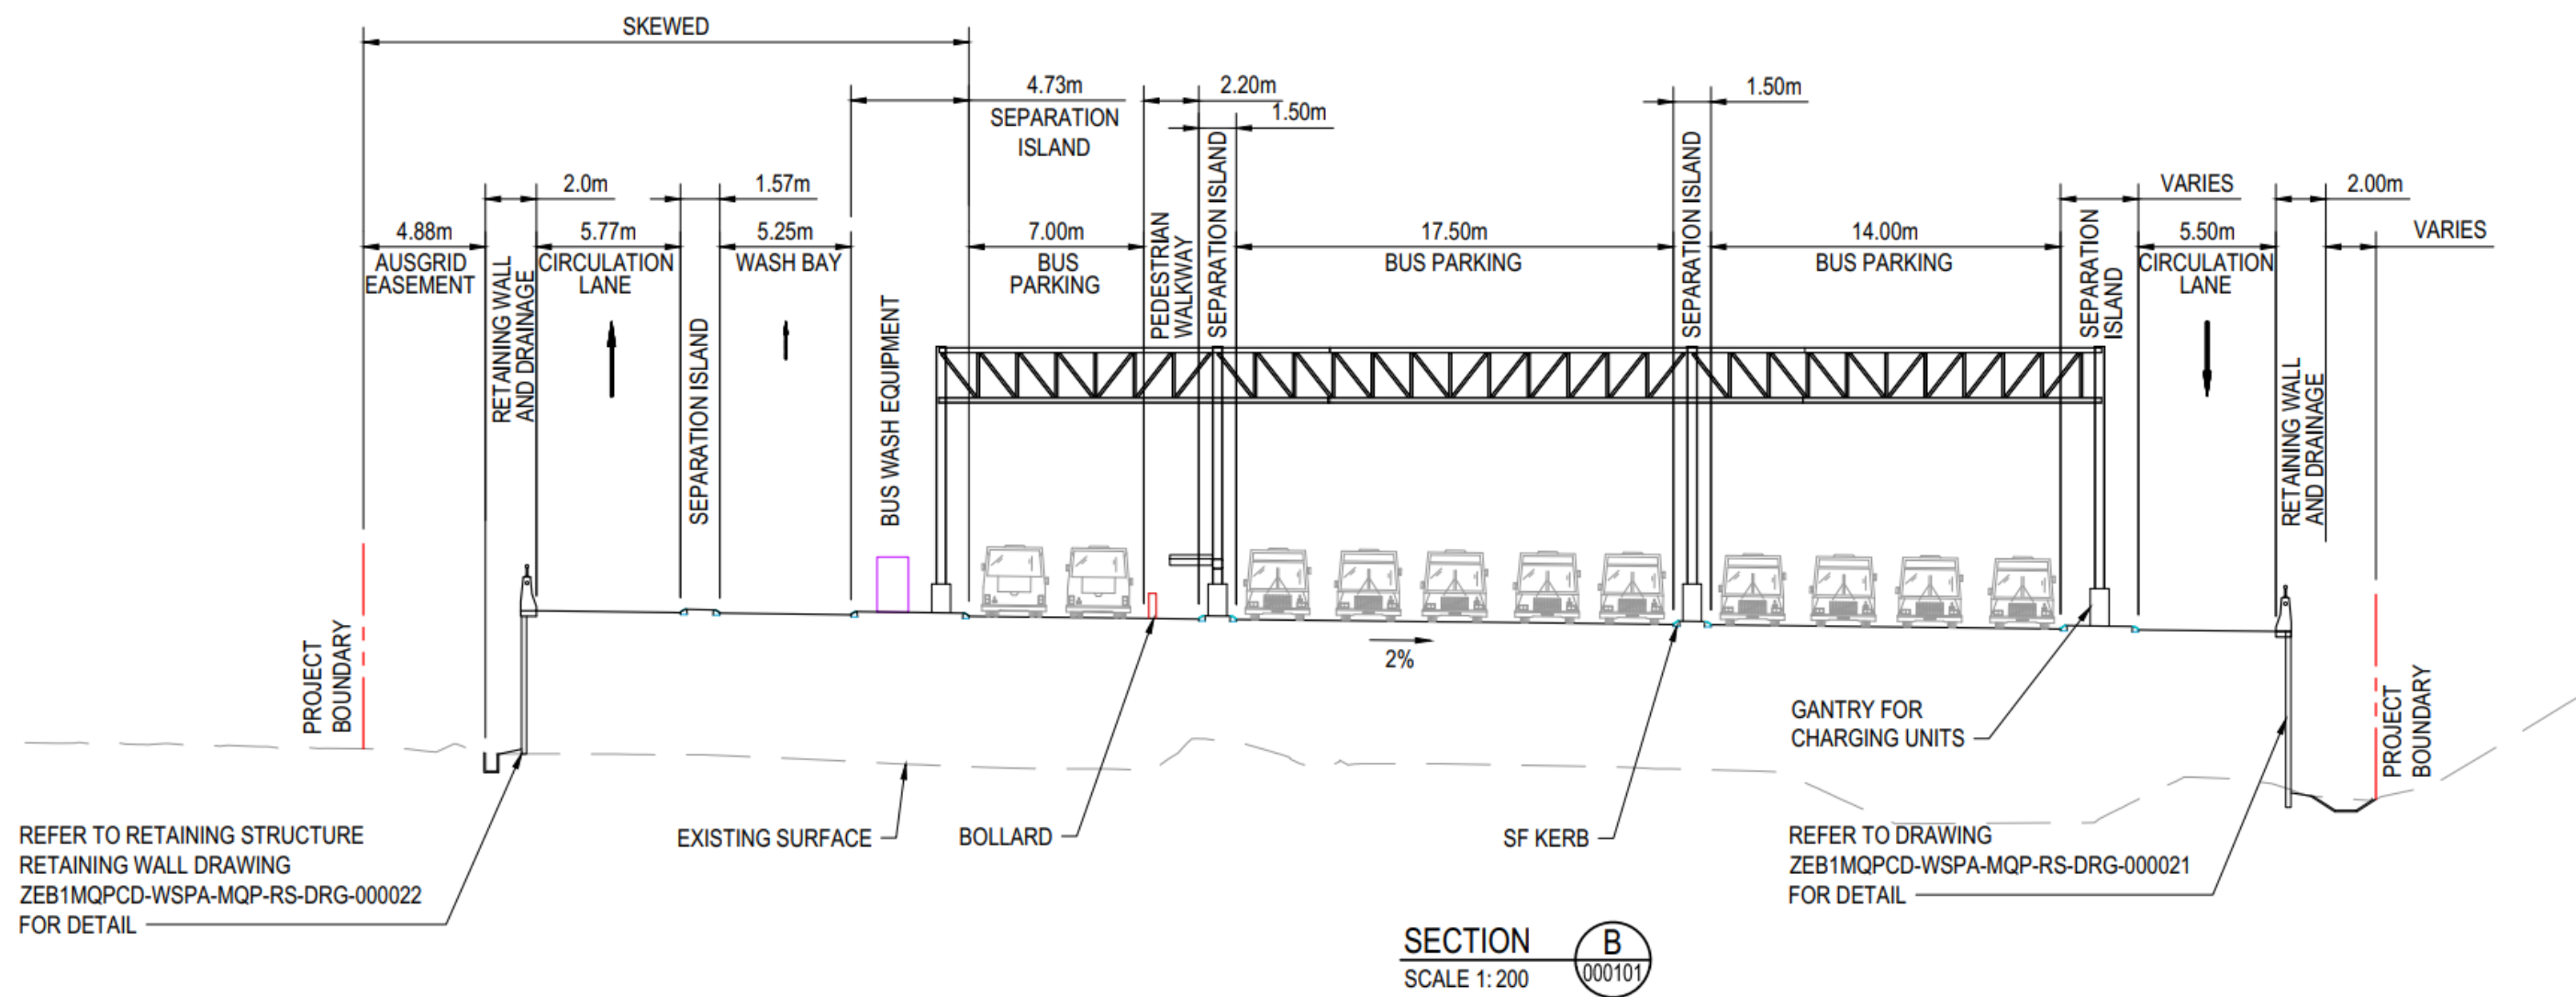 SKEWED
4.73m
SEPARATION
ISLAND
2.20m
1.50m
1.50m
2.0m
1.57m
VARIES
2.00m
4.88m
AUSGRID
EASEMENT
RETAINING WALL
AND DRAINAGE
5.77m
CIRCULATION
LANE
SEPARATION ISLAND
5.25m
WASH BAY
BUS WASH EQUIPMENT
7.00m
BUS
PARKING
PEDESTRIAN
WALKWAY
SEPARATION ISLAND
17.50m
BUS PARKING
SEPARATION ISLAND
14.00m
BUS PARKING
SEPARATION
ISLAND
5.50m
CIRCULATION
LANE
RETAINING WALL
AND DRAINAGE
VARIES
PROJECT
BOUNDARY
2%
GANTRY FOR
CHARGING UNITS
PROJECT
BOUNDARY
REFER TO RETAINING STRUCTURE
RETAINING WALL DRAWING
ZEB1MQPCD-WSPA-MQP-RS-DRG-000022
FOR DETAIL
EXISTING SURFACE
BOLLARD
SF KERB
REFER TO DRAWING
ZEB1MQPCD-WSPA-MQP-RS-DRG-000021
FOR DETAIL
SECTION
SCALE 1:200
B
000101